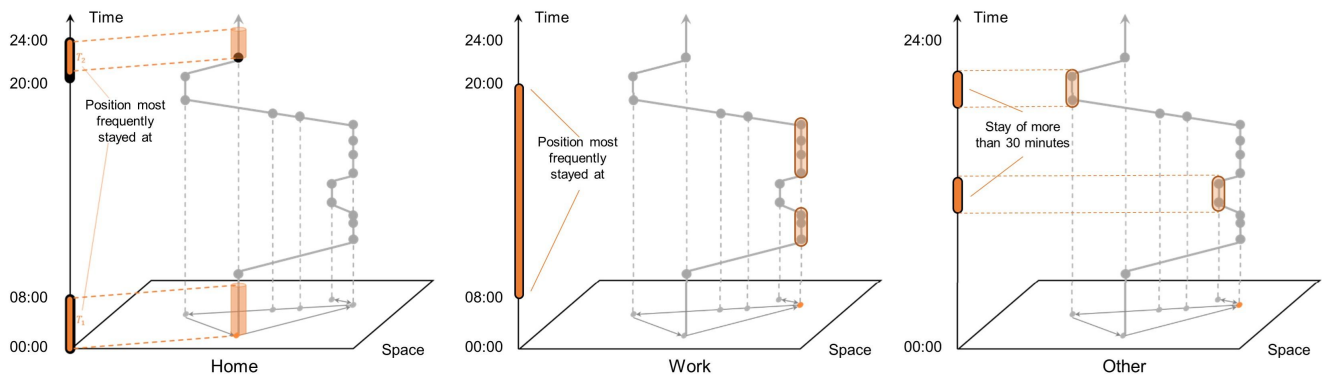 Time
24:00
T₂
20:00
Position most
frequently
stayed at
08:00
T₁
00:00
Space
Home
Time
24:00
20:00
Position most
frequently
stayed at
08:00
00:00
Space
Work
Time
24:00
Stay of more
than 30 minutes
00:00
Space
Other